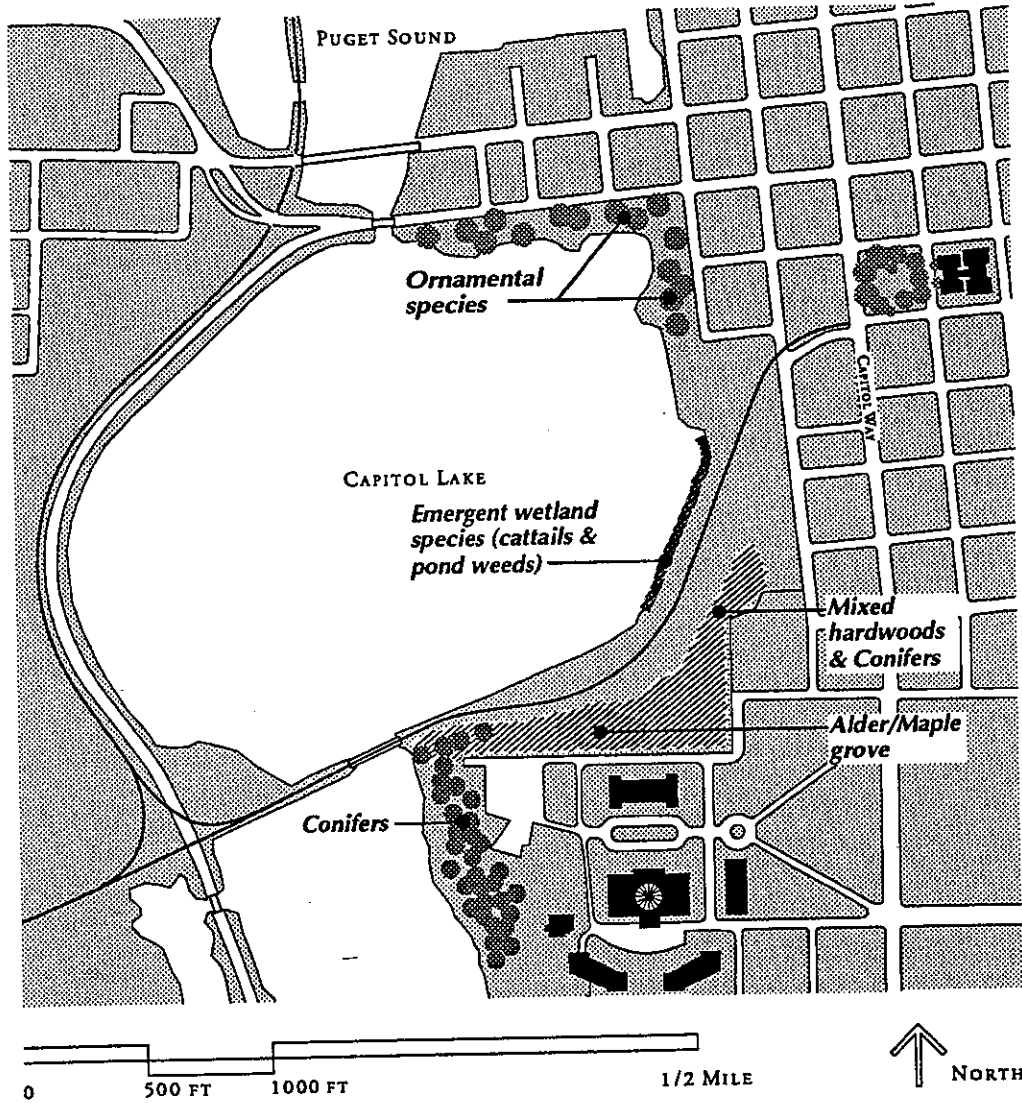 PUGET SOUND
Ornamental
species
CAPITOL WAY
CAPITOL LAKE
Emergent wetland
species (cattails &
pond weeds)
Mixed
hardwoods
& Conifers
Alder/Maple
grove
Conifers
0
500 FT
1000 FT
1/2 MILE
NORTH